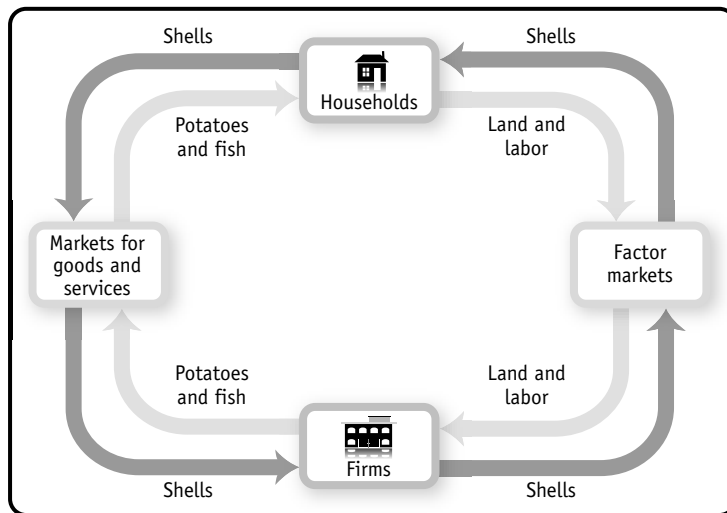 Shells
Shells
Households
Potatoes
and fish
Land and
labor
Markets for
goods and
services
Factor
markets
Potatoes
and fish
Land and
labor
Firms
Shells
Shells